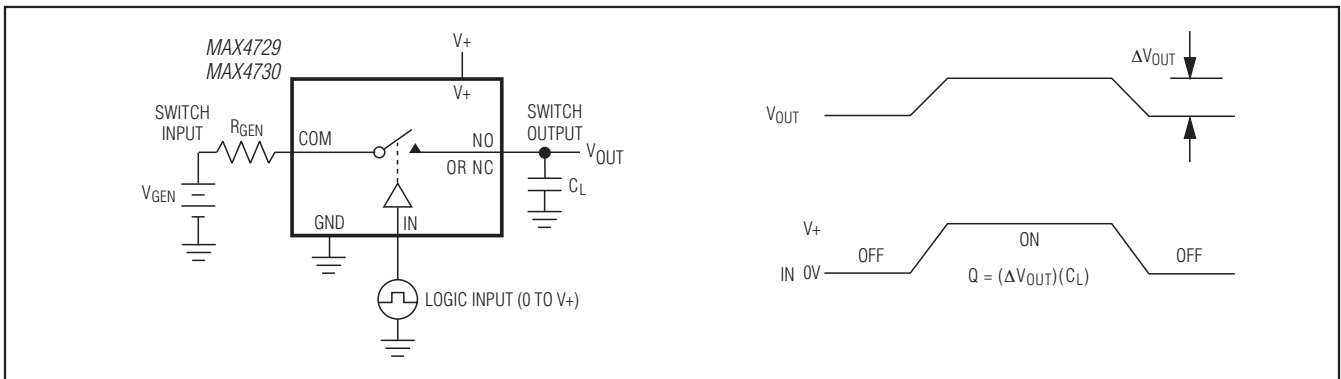 MAX4729
MAX4730
V+
V+
SWITCH
INPUT
RGEN
COM
NO
OR NC
SWITCH
OUTPUT
VOUT
VGEN
CL
GND
IN
LOGIC INPUT (0 TO V+)
ΔVOUT
VOUT
V+
OFF
ON
OFF
IN 0V
Q = (ΔVOUT)(CL)